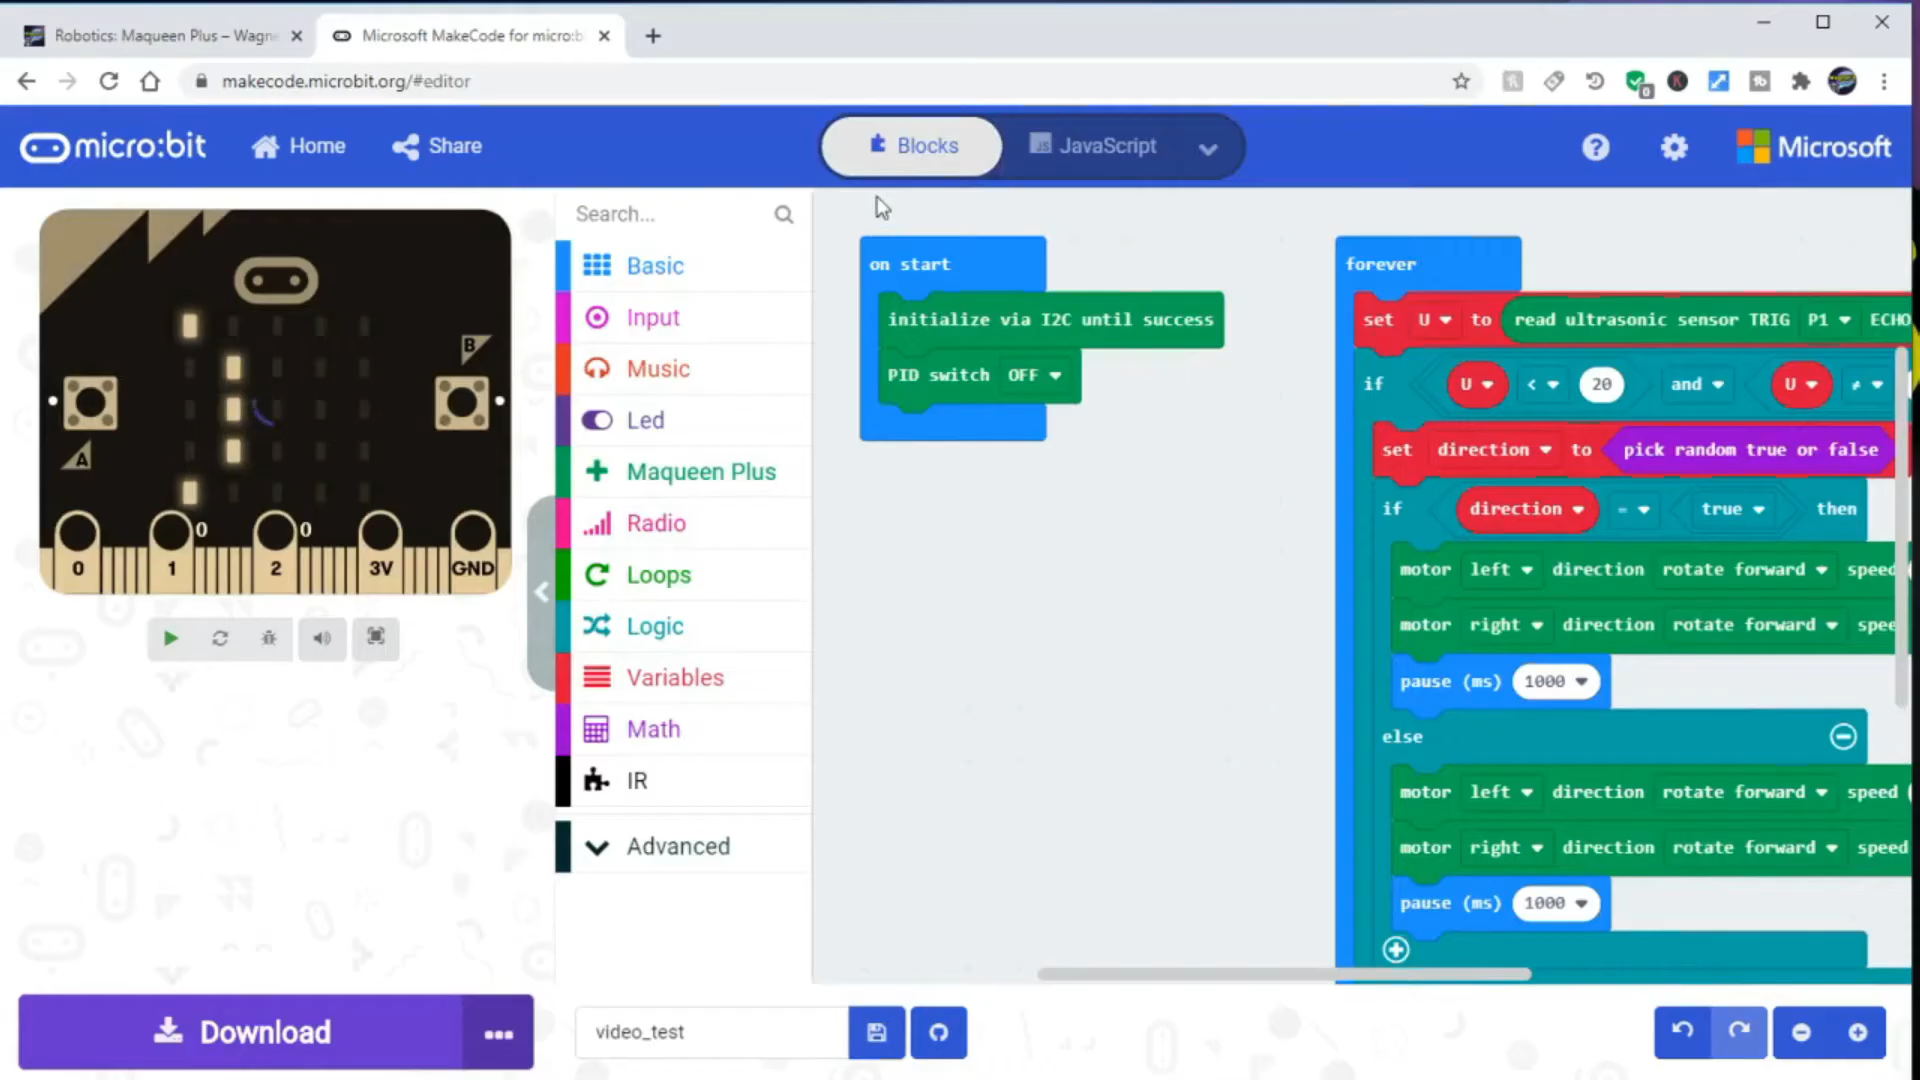 Robotics: Maqueen Plus – Wagne
Microsoft MakeCode for micro:b
makecode.microbit.org/#editor
micro:bit Home Share Blocks JavaScript Microsoft
Search...
Basic
Input
Music
Led
Maqueen Plus
Radio
Loops
Logic
Variables
Math
IR
Advanced
B
A
0 0
0 1 2 3V GND
on start
initialize via I2C until success
PID switch OFF
forever
set U to read ultrasonic sensor TRIG P1 ECHO
if U < 20 and U ≠
set direction to pick random true or false
if direction = true then
motor left direction rotate forward speed
motor right direction rotate forward spee
pause (ms) 1000
else
motor left direction rotate forward speed
motor right direction rotate forward speed
pause (ms) 1000
Download
video_test